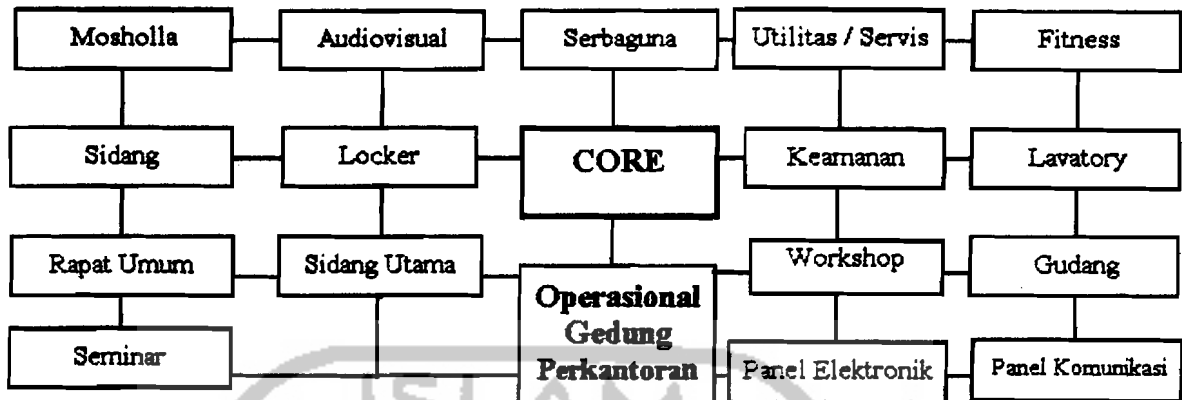 Mosholla
Audiovisual
Serbaguna
Utilitas / Servis
Fitness
Sidang
Locker
CORE
Keamanan
Lavatory
Rapat Umum
Sidang Utama
Operasional
Gedung
Perkantoran
Workshop
Gudang
Seminar
Panel Elektronik
Panel Komunikasi
ISLAM